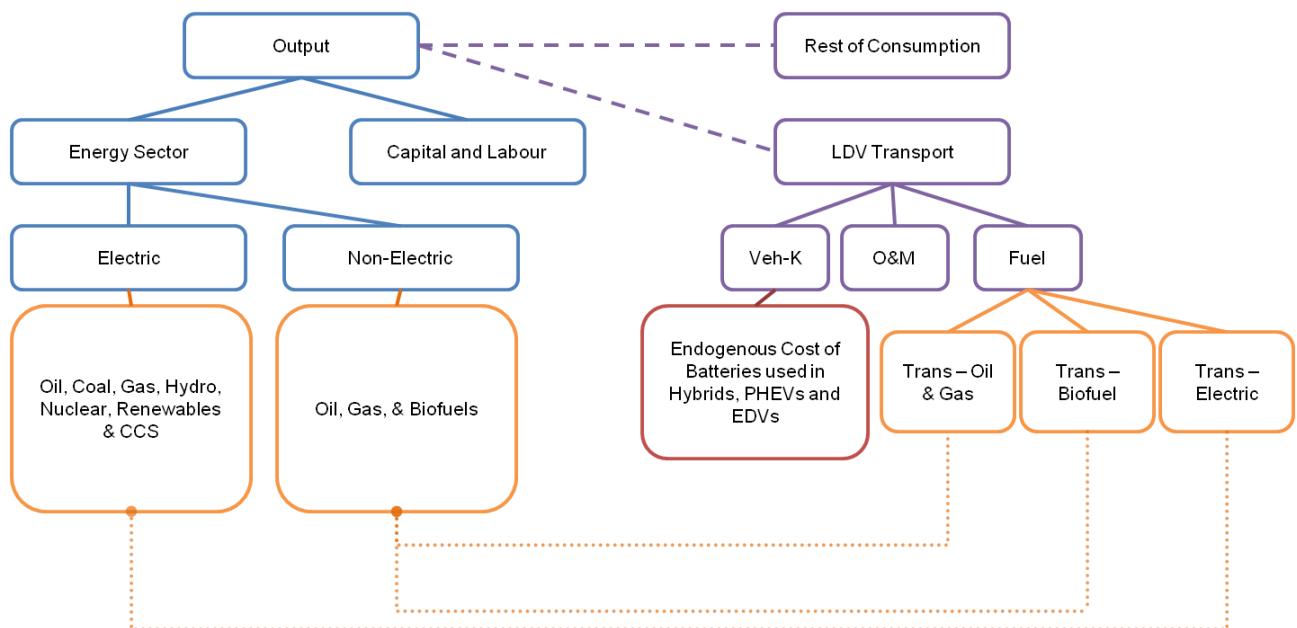 Output
Rest of Consumption
Energy Sector
Capital and Labour
LDV Transport
Electric
Non-Electric
Veh-K
O&M
Fuel
Oil, Coal, Gas, Hydro,
Nuclear, Renewables
& CCS
Oil, Gas, & Biofuels
Endogenous Cost of
Batteries used in
Hybrids, PHEVs and
EDVs
Trans – Oil
& Gas
Trans –
Biofuel
Trans –
Electric